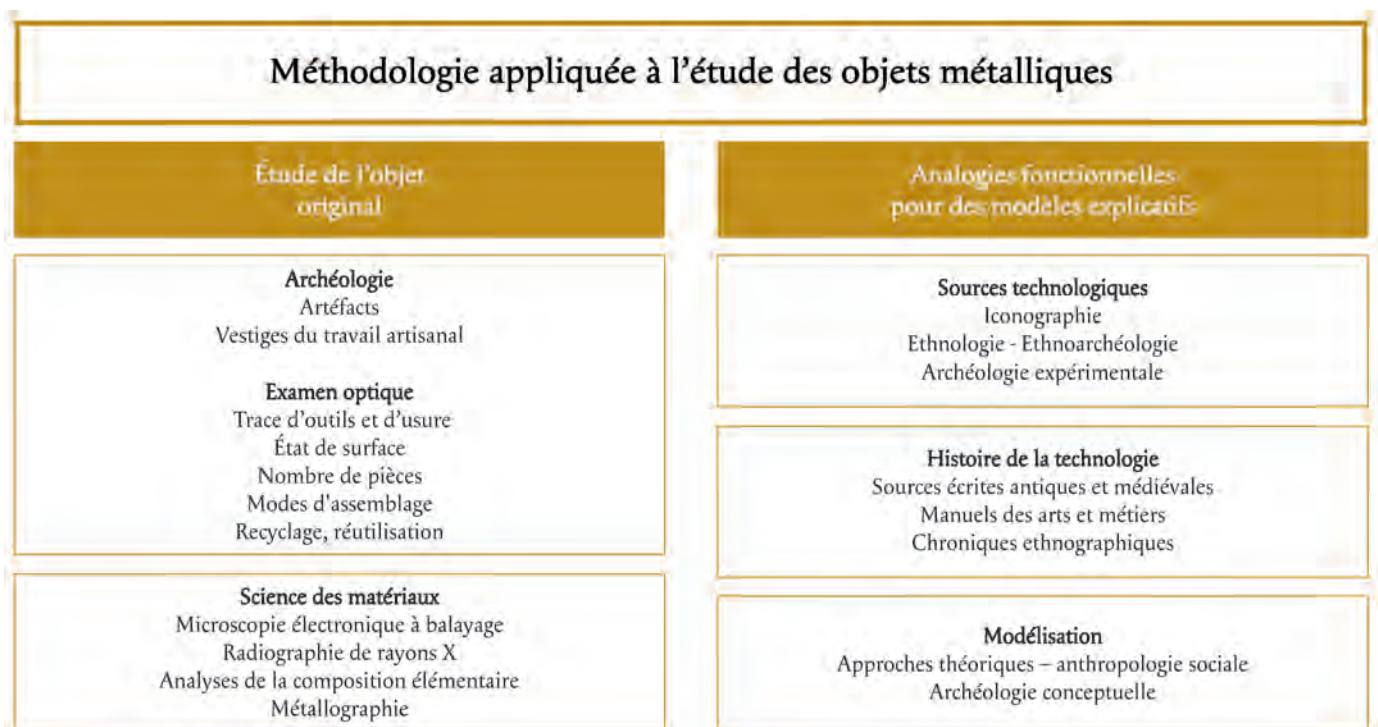 Méthodologie appliquée à l’étude des objets métalliques
Étude de l’objet
original
Archéologie
Artéfacts
Vestiges du travail artisanal
Examen optique
Trace d’outils et d’usure
État de surface
Nombre de pièces
Modes d'assemblage
Recyclage, réutilisation
Science des matériaux
Microscopie électronique à balayage
Radiographie de rayons X
Analyses de la composition élémentaire
Métallographie
Analogies fonctionnelles
pour des modèles explicatifs
Sources technologiques
Iconographie
Ethnologie - Ethnoarchéologie
Archéologie expérimentale
Histoire de la technologie
Sources écrites antiques et médiévales
Manuels des arts et métiers
Chroniques ethnographiques
Modélisation
Approches théoriques – anthropologie sociale
Archéologie conceptuelle